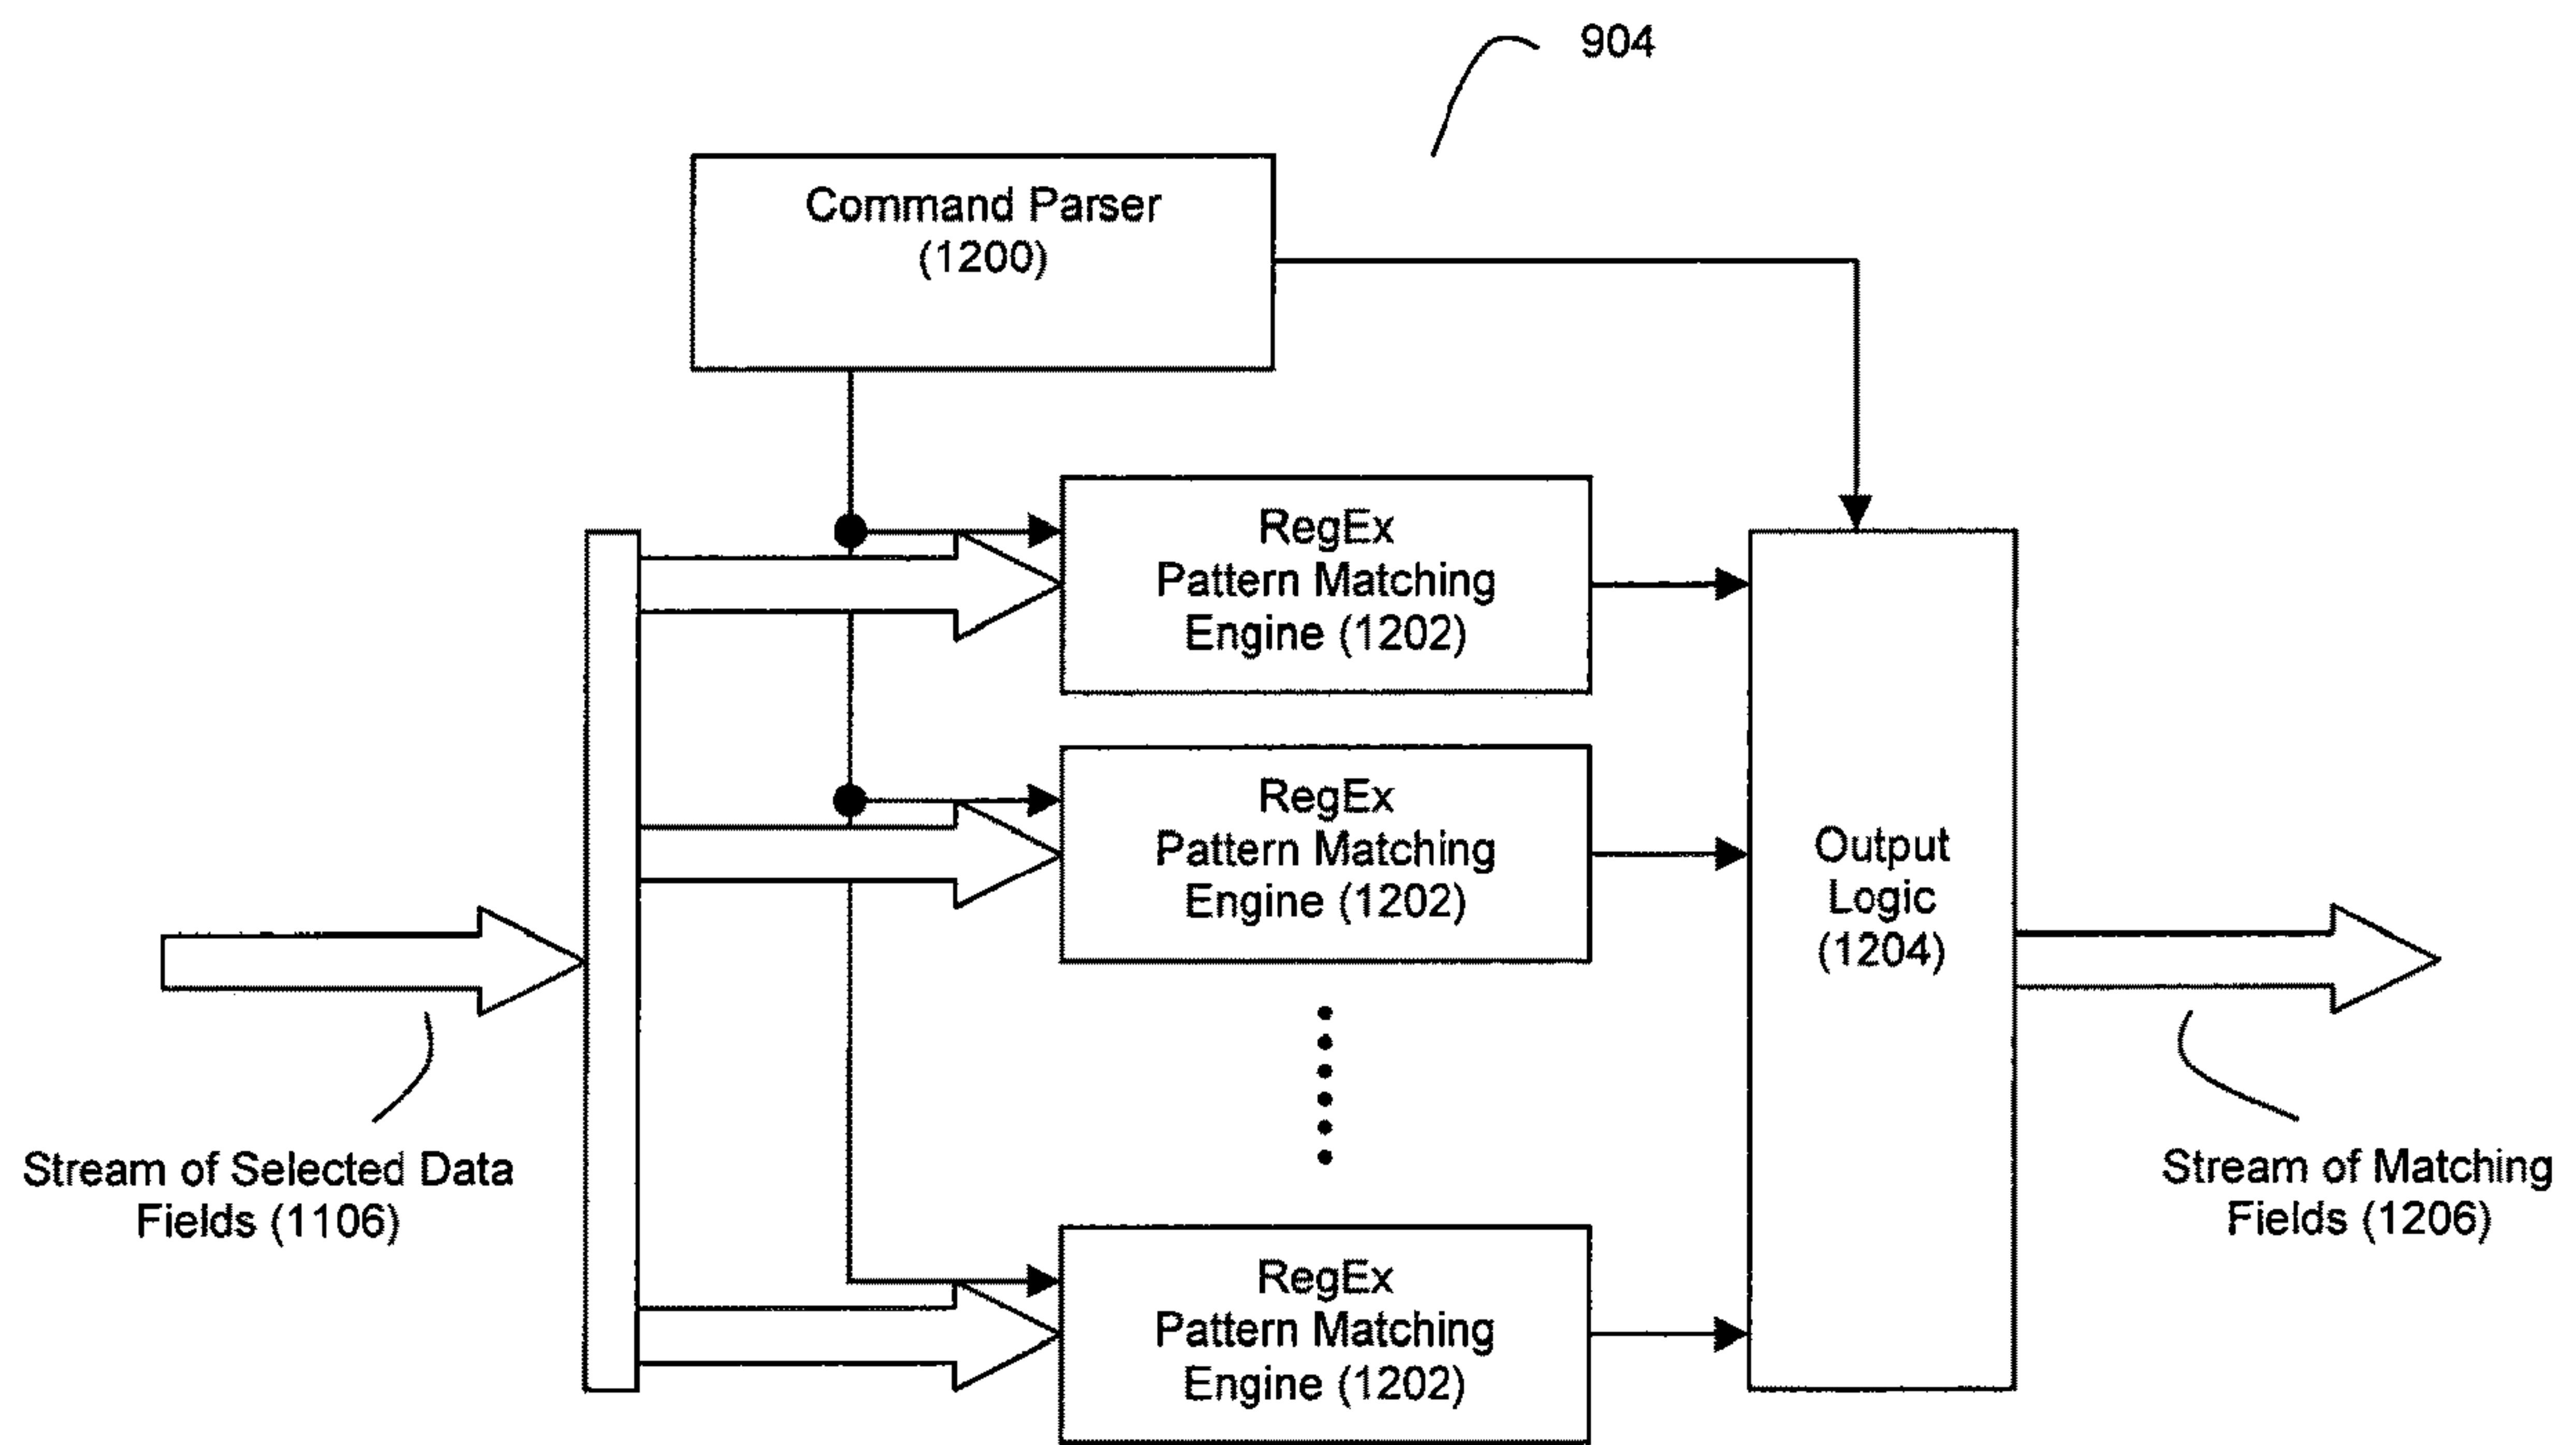 904
Command Parser
(1200)
RegEx
Pattern Matching
Engine (1202)
RegEx
Pattern Matching
Engine (1202)
Output
Logic
(1204)
Stream of Selected Data
Fields (1106)
Stream of Matching
Fields (1206)
RegEx
Pattern Matching
Engine (1202)